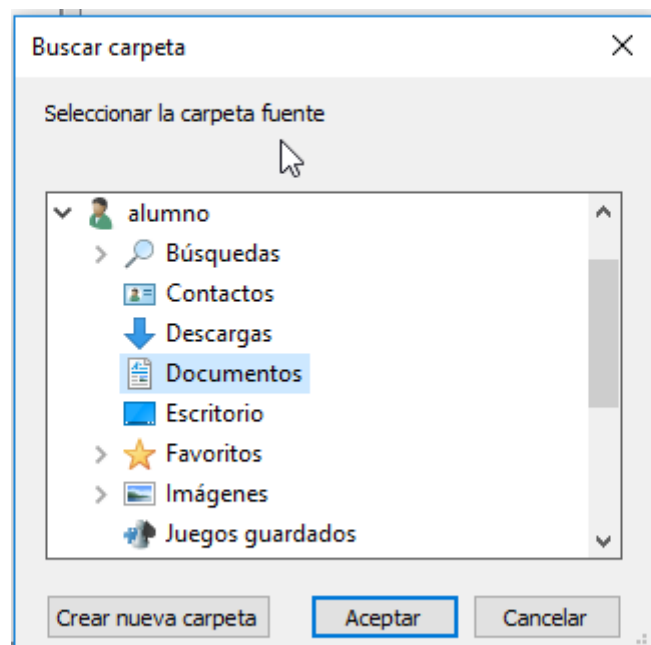 Buscar carpeta
Seleccionar la carpeta fuente
alumno
Búsquedas
Contactos
Descargas
Documentos
Escritorio
Favoritos
Imágenes
Juegos guardados
Crear nueva carpeta Aceptar Cancelar